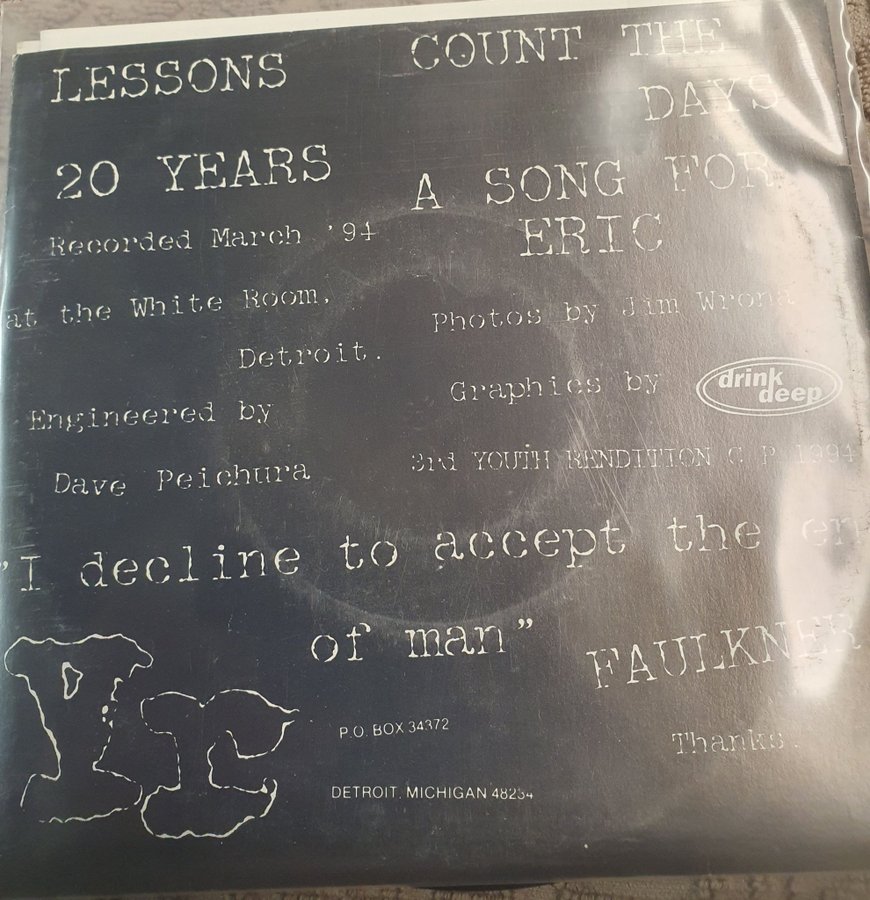 LESSONS
20 YEARS
Recorded March '94
at the White Room,
Detroit.
Engineered by
Dave Peichura
COUNT THE
DAYS
A SONG FOR
ERIC
Photos by Jim Wrona
Graphics by
drink
deep
3rd YOUTH RENDITION C P 1994
"I decline to accept the en
of man"
FAULKNER
P.O. BOX 34372
DETROIT, MICHIGAN 48234
Thanks.